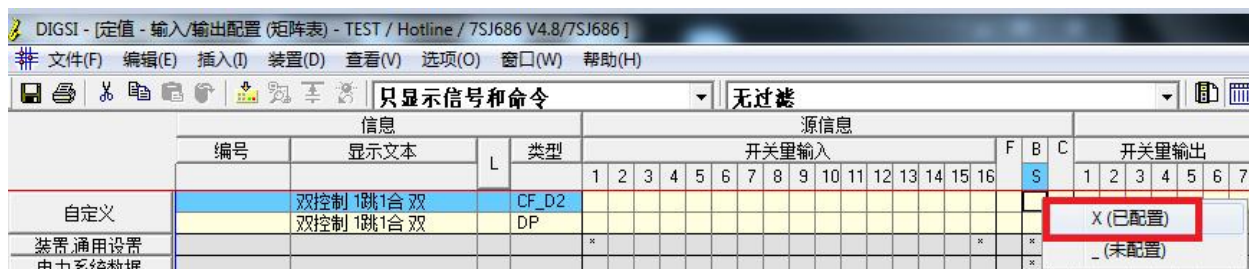 DIGSI - [定值 - 输入/输出配置 (矩阵表) - TEST / Hotline / 7SJ686 V4.8/7SJ686 ]
文件(F) 编辑(E) 插入(I) 装置(D) 查看(V) 选项(O) 窗口(W) 帮助(H)
只显示信号和命令 无过滤
信息 源信息
编号 显示文本 L 类型 开关量输入 F B C 开关量输出
1 2 3 4 5 6 7 8 9 10 11 12 13 14 15 16 S 1 2 3 4 5 6 7
自定义 双控制 1跳1合 双 CF_D2 X (已配置)
双控制 1跳1合 双 DP
装置,通用设置 * * * _ (未配置)
电力系统数据 *